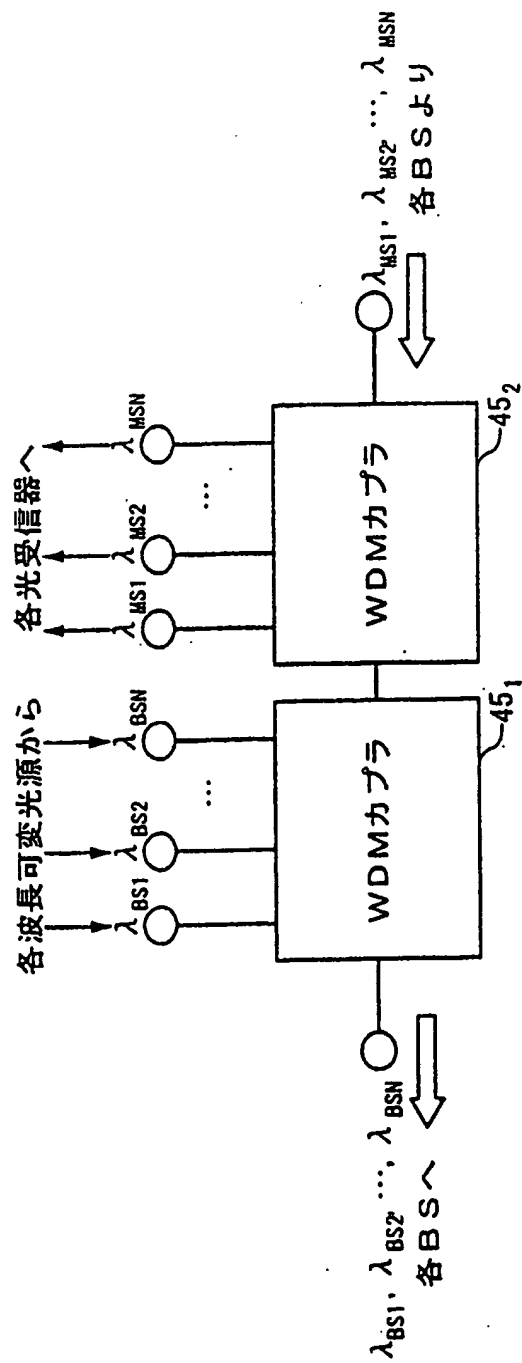 各波長可変光源から
各光受信器へ
λBS1
λBS2
…
λBSN
λMS1
λMS2
…
λMSN
λBS1, λBS2, …, λBSN
各BSへ
WDMカプラ
45₁
WDMカプラ
45₂
λMS1, λMS2, …, λMSN
各BSより